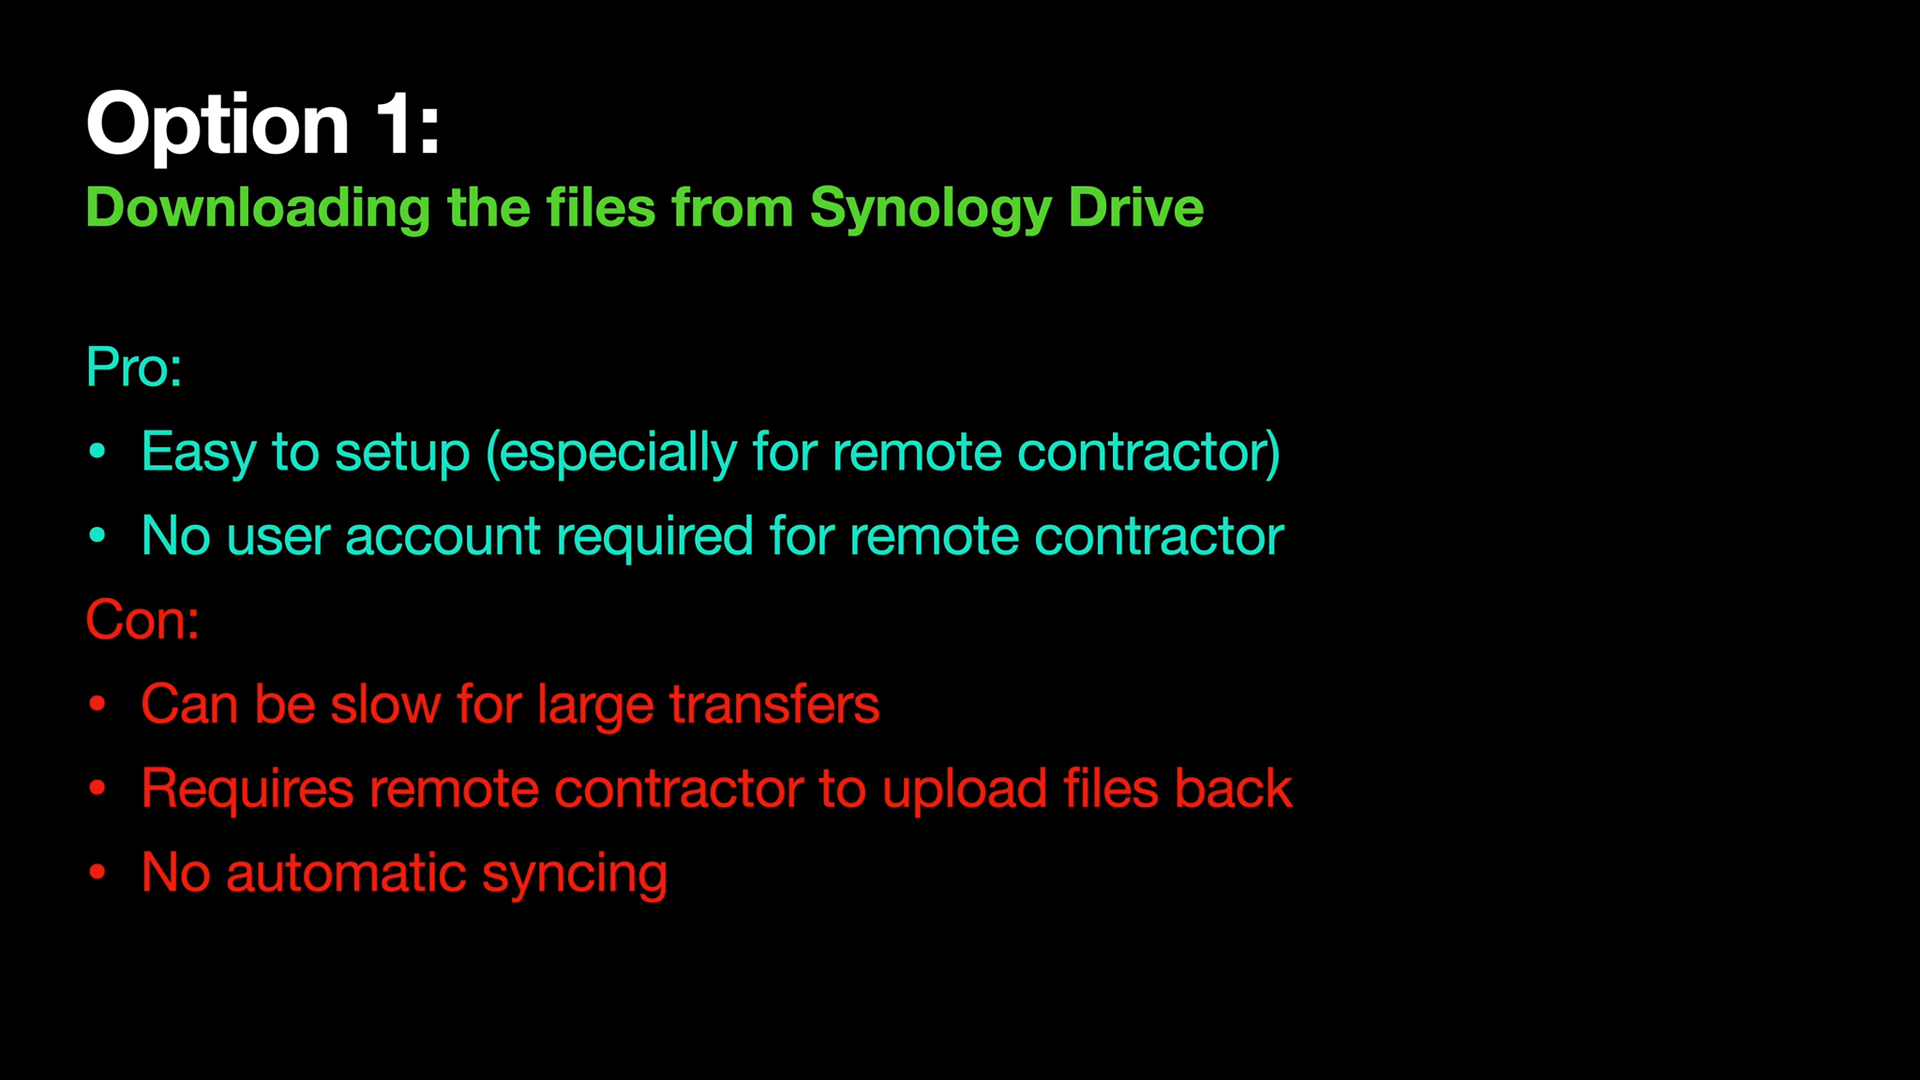 Option 1:
Downloading the files from Synology Drive
Pro:
• Easy to setup (especially for remote contractor)
• No user account required for remote contractor
Con:
• Can be slow for large transfers
• Requires remote contractor to upload files back
• No automatic syncing